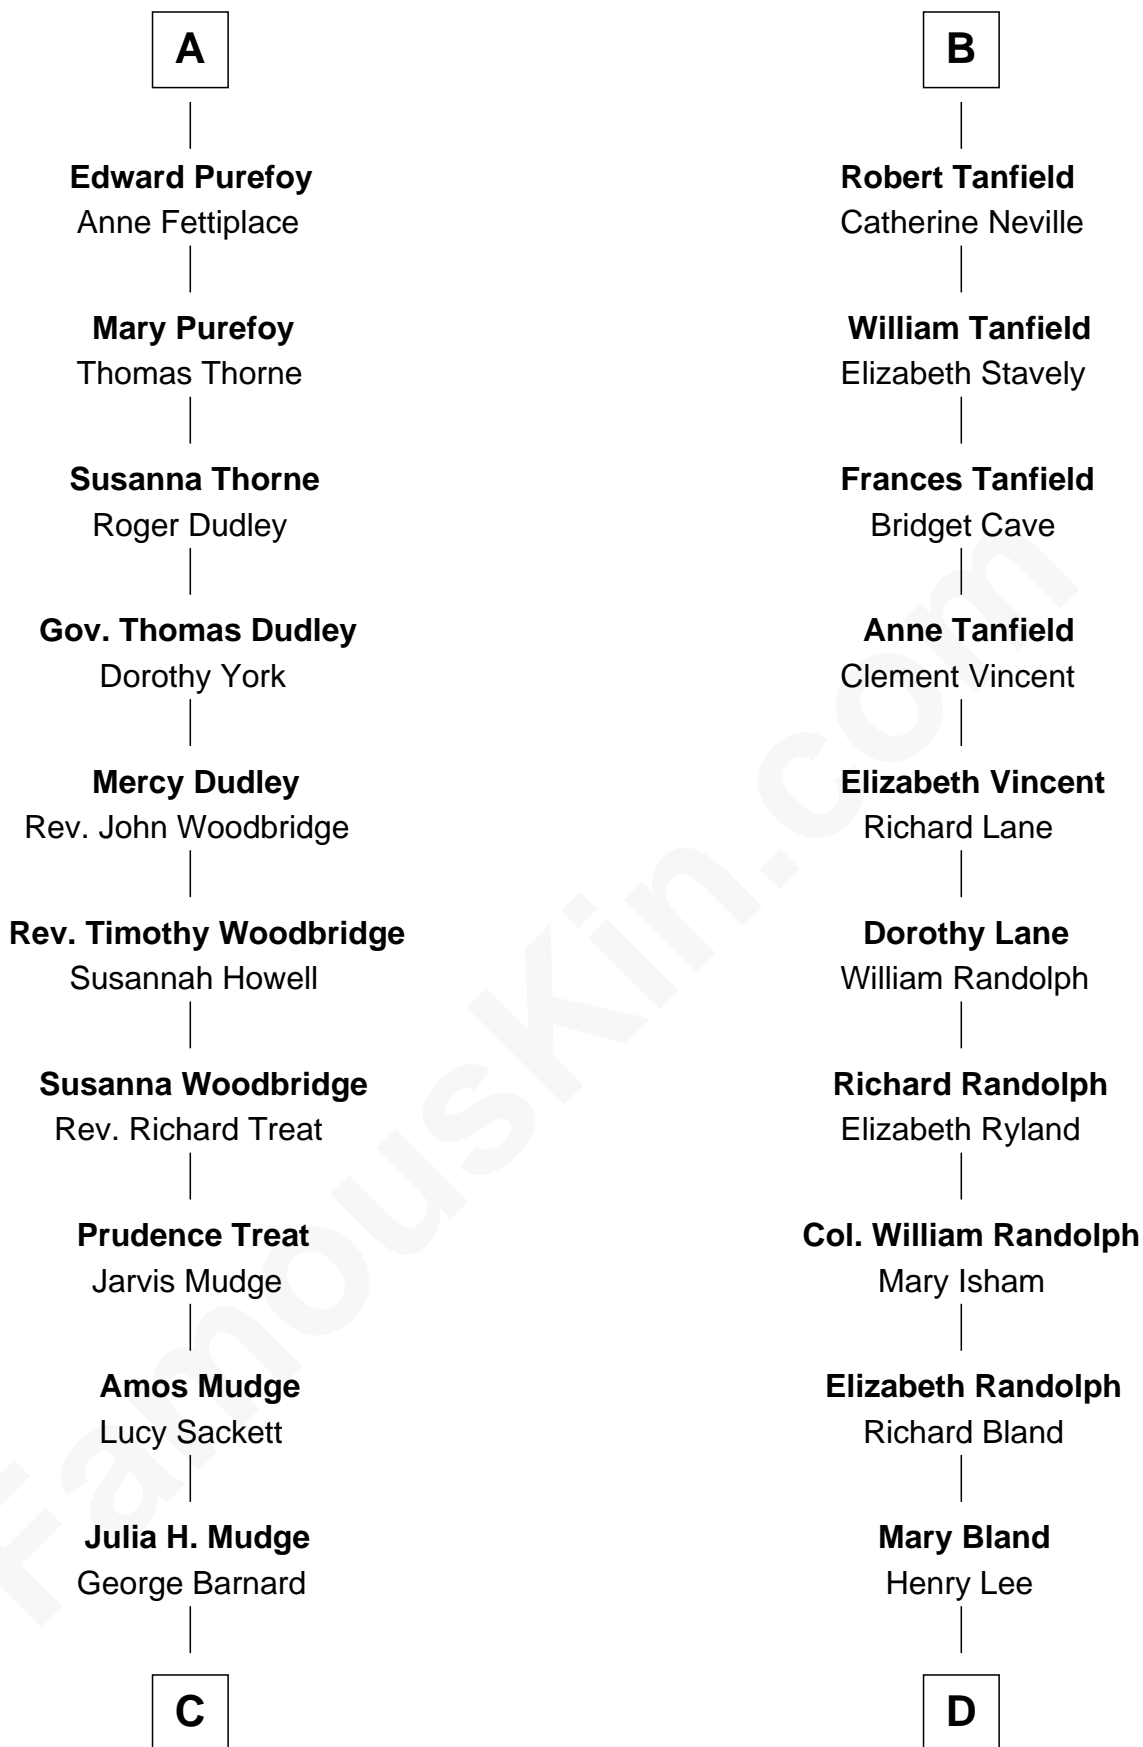 A
Edward Purefoy
Anne Fettiplace
Mary Purefoy
Thomas Thorne
Susanna Thorne
Roger Dudley
Gov. Thomas Dudley
Dorothy York
Mercy Dudley
Rev. John Woodbridge
Rev. Timothy Woodbridge
Susannah Howell
Susanna Woodbridge
Rev. Richard Treat
Prudence Treat
Jarvis Mudge
Amos Mudge
Lucy Sackett
Julia H. Mudge
George Barnard
C
B
Robert Tanfield
Catherine Neville
William Tanfield
Elizabeth Stavely
Frances Tanfield
Bridget Cave
Anne Tanfield
Clement Vincent
Elizabeth Vincent
Richard Lane
Dorothy Lane
William Randolph
Richard Randolph
Elizabeth Ryland
Col. William Randolph
Mary Isham
Elizabeth Randolph
Richard Bland
Mary Bland
Henry Lee
D
FamousKin.com